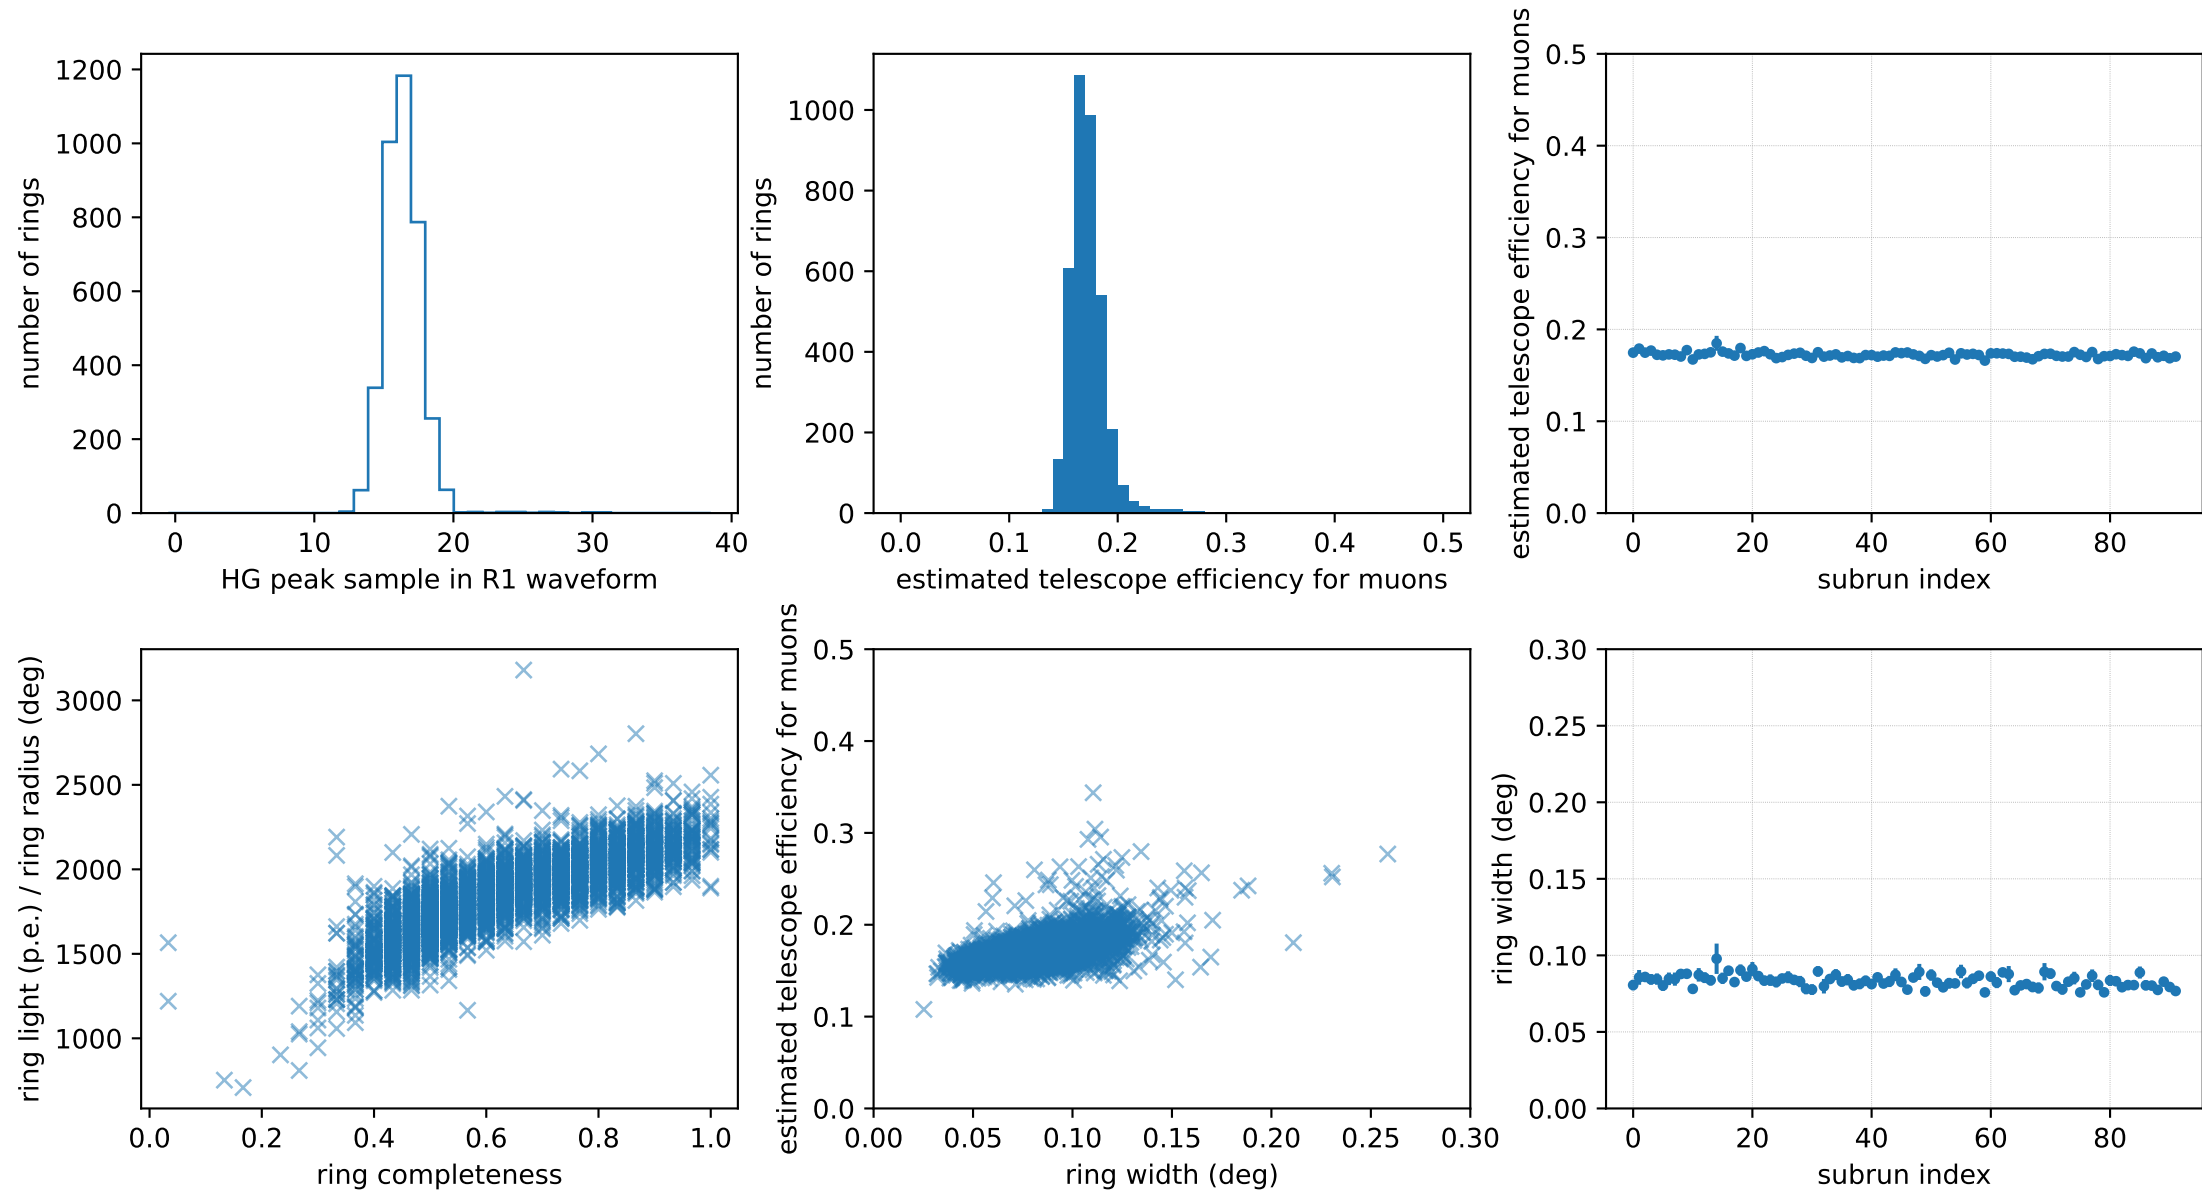 number of rings
1200
1000
800
600
400
200
0
0 10 20 30 40
HG peak sample in R1 waveform
number of rings
1000
800
600
400
200
0
0.0 0.1 0.2 0.3 0.4 0.5
estimated telescope efficiency for muons
estimated telescope efficiency for muons
0.5
0.4
0.3
0.2
0.1
0.0
0 20 40 60 80
subrun index
ring light (p.e.) / ring radius (deg)
3000
2500
2000
1500
1000
0.0 0.2 0.4 0.6 0.8 1.0
ring completeness
estimated telescope efficiency for muons
0.5
0.4
0.3
0.2
0.1
0.0
0.00 0.05 0.10 0.15 0.20 0.25 0.30
ring width (deg)
ring width (deg)
0.30
0.25
0.20
0.15
0.10
0.05
0.00
0 20 40 60 80
subrun index